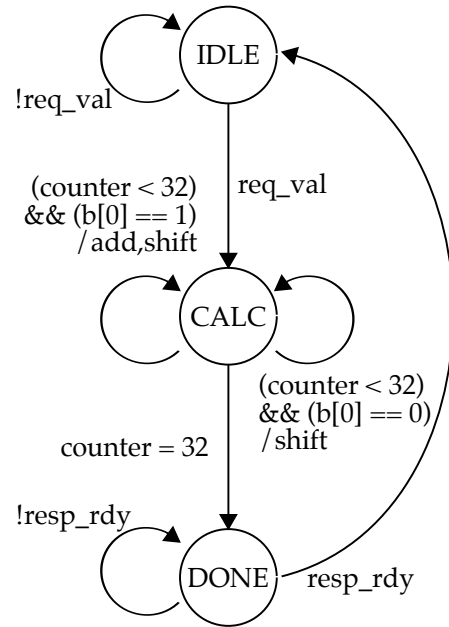 IDLE
!req_val
req_val
(counter < 32)
&& (b[0] == 1)
/add,shift
CALC
(counter < 32)
&& (b[0] == 0)
/shift
counter = 32
!resp_rdy
DONE
resp_rdy